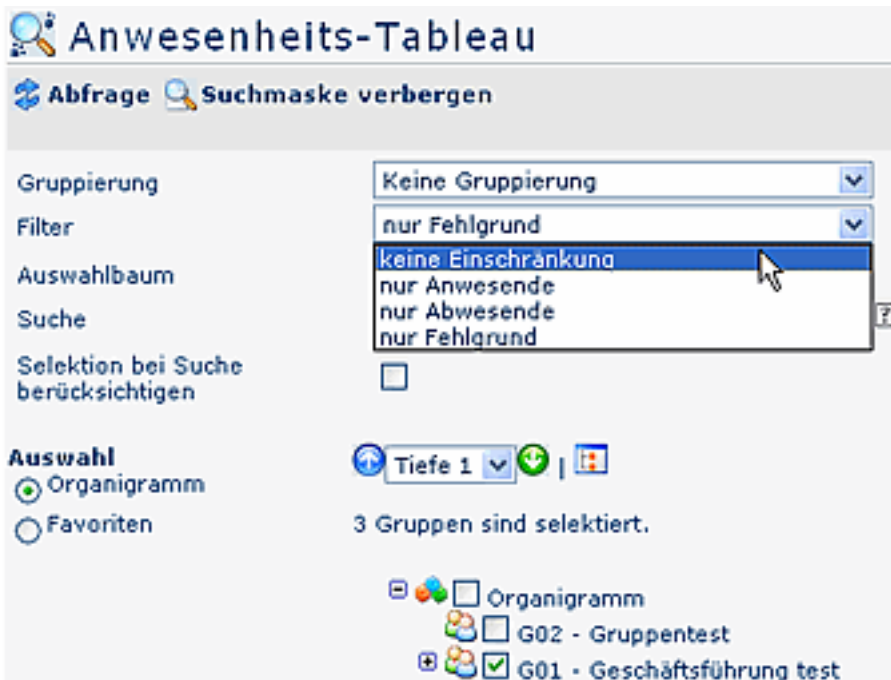 Anwesenheits-Tableau
Abfrage Suchmaske verbergen
Gruppierung Keine Gruppierung
Filter nur Fehlgrund
keine Einschränkung
Auswahlbaum
nur Anwesende
nur Abwesende
Suche ?
nur Fehlgrund
Selektion bei Suche
berücksichtigen
Auswahl
Tiefe 1 |
Organigramm
Favoriten 3 Gruppen sind selektiert.
Organigramm
G02 - Gruppentest
G01 - Geschäftsführung test